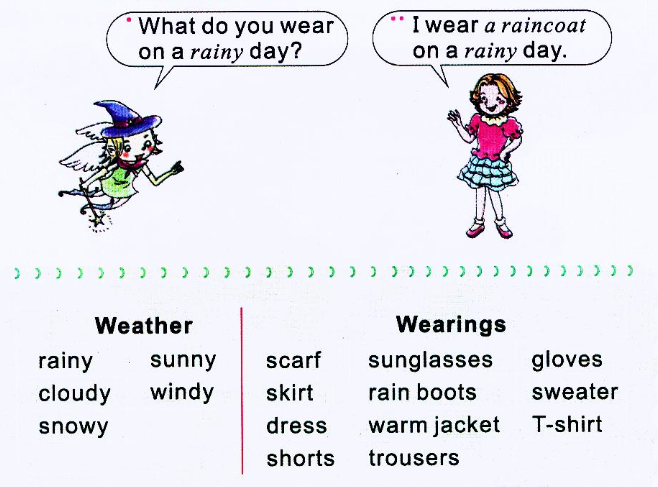 What do you wear
on a rainy day?
I wear a raincoat
on a rainy day.
Weather
rainy sunny
cloudy windy
snowy
Wearings
scarf sunglasses gloves
skirt rain boots sweater
dress warm jacket T-shirt
shorts trousers